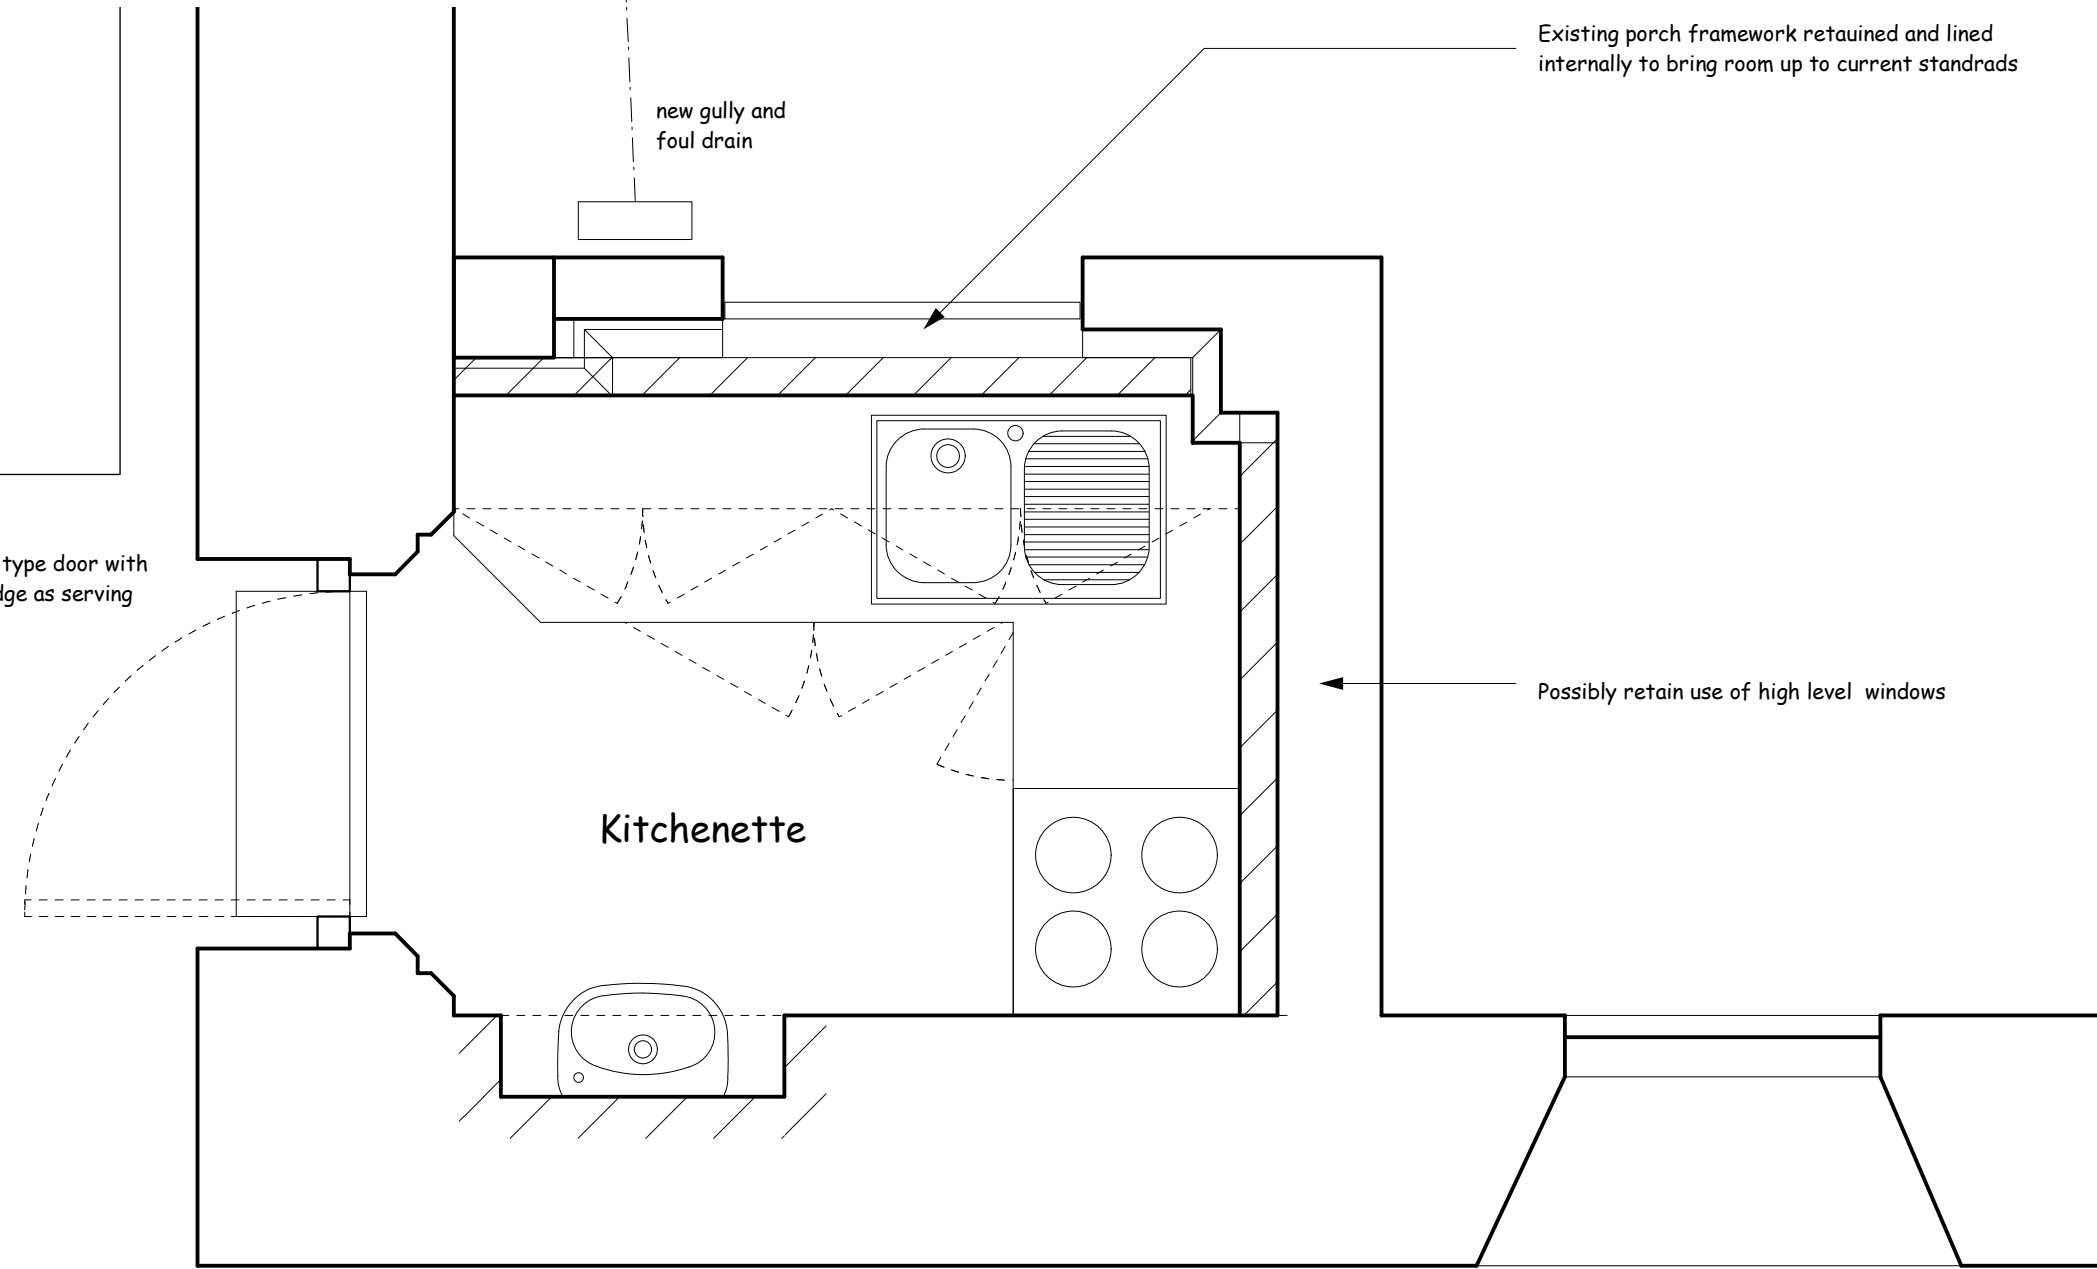 Existing porch framework retauined and lined
internally to bring room up to current standrads
new gully and
foul drain
type door with
dge as serving
Possibly retain use of high level windows
Kitchenette